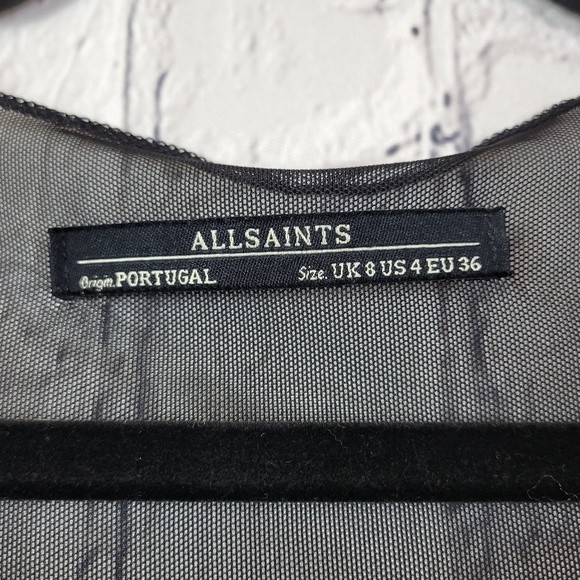 ALLSAINTS
Origin. PORTUGAL Size. UK 8 US 4 EU 36